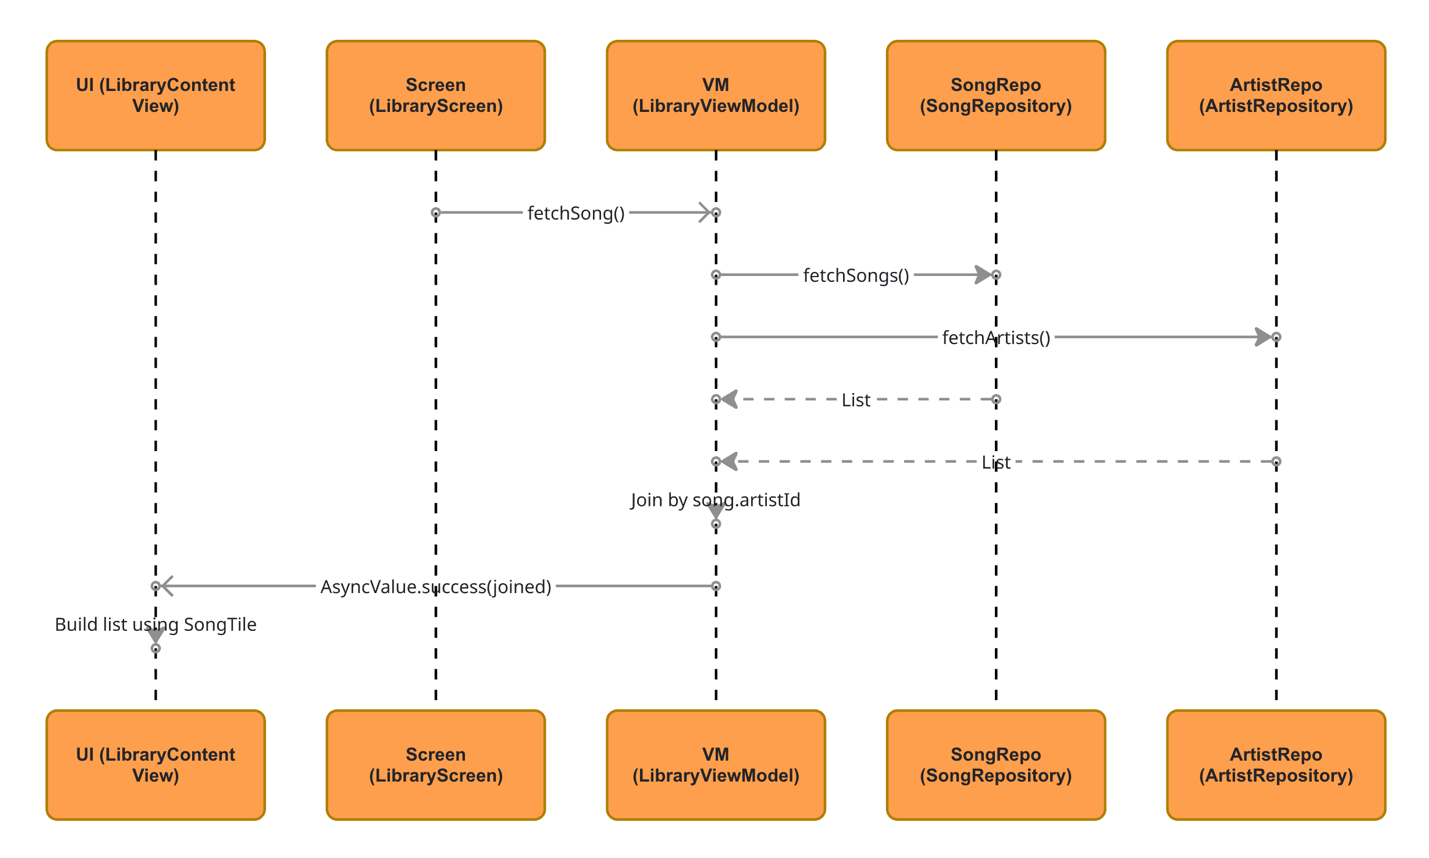 UI (LibraryContent
View)
Screen
(LibraryScreen)
VM
(LibraryViewModel)
SongRepo
(SongRepository)
ArtistRepo
(ArtistRepository)
fetchSong()
fetchSongs()
fetchArtists()
List
List
Join by song.artistId
AsyncValue.success(joined)
Build list using SongTile
UI (LibraryContent
View)
Screen
(LibraryScreen)
VM
(LibraryViewModel)
SongRepo
(SongRepository)
ArtistRepo
(ArtistRepository)